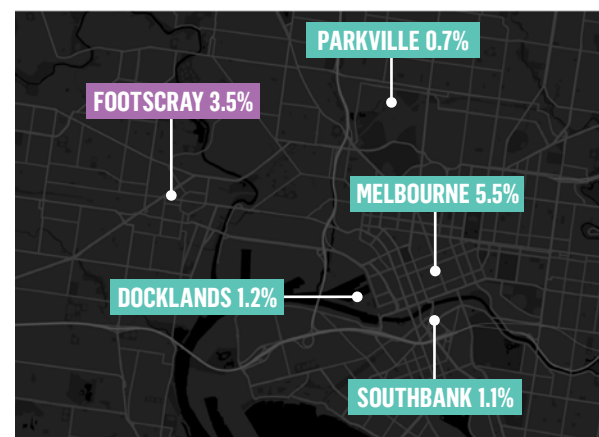 PARKVILLE 0.7%
FOOTSCRAY 3.5%
MELBOURNE 5.5%
DOCKLANDS 1.2%
SOUTHBANK 1.1%